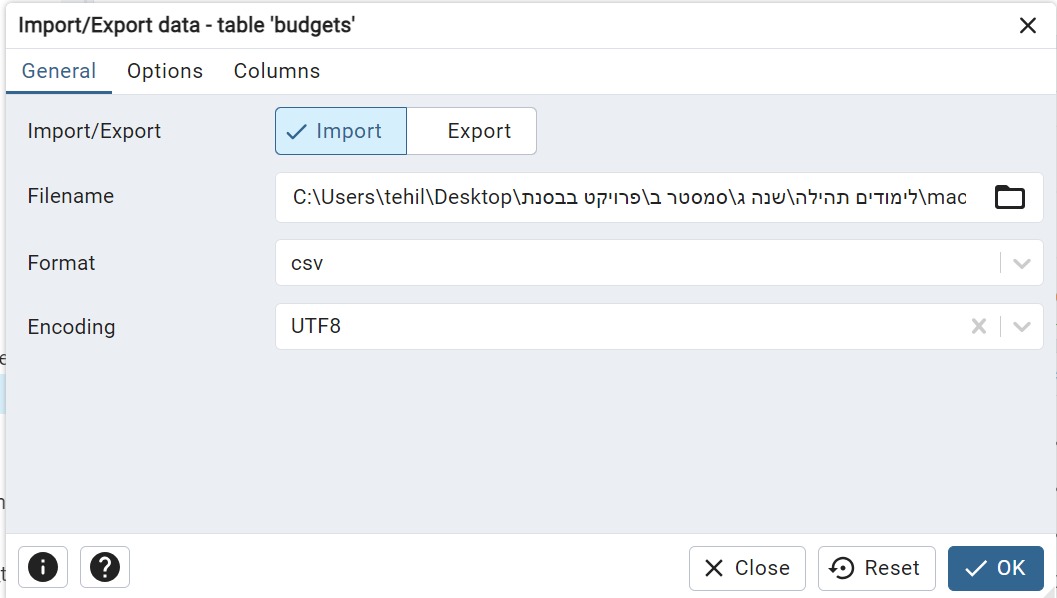 Import/Export data - table 'budgets'
General Options Columns
Import/Export Import Export
Filename C:\Users\tehil\Desktop\לימודים תהילה\שנה ג\סמסטר ב\פרויקט בבסנת\mac
Format csv
Encoding UTF8
Close Reset OK